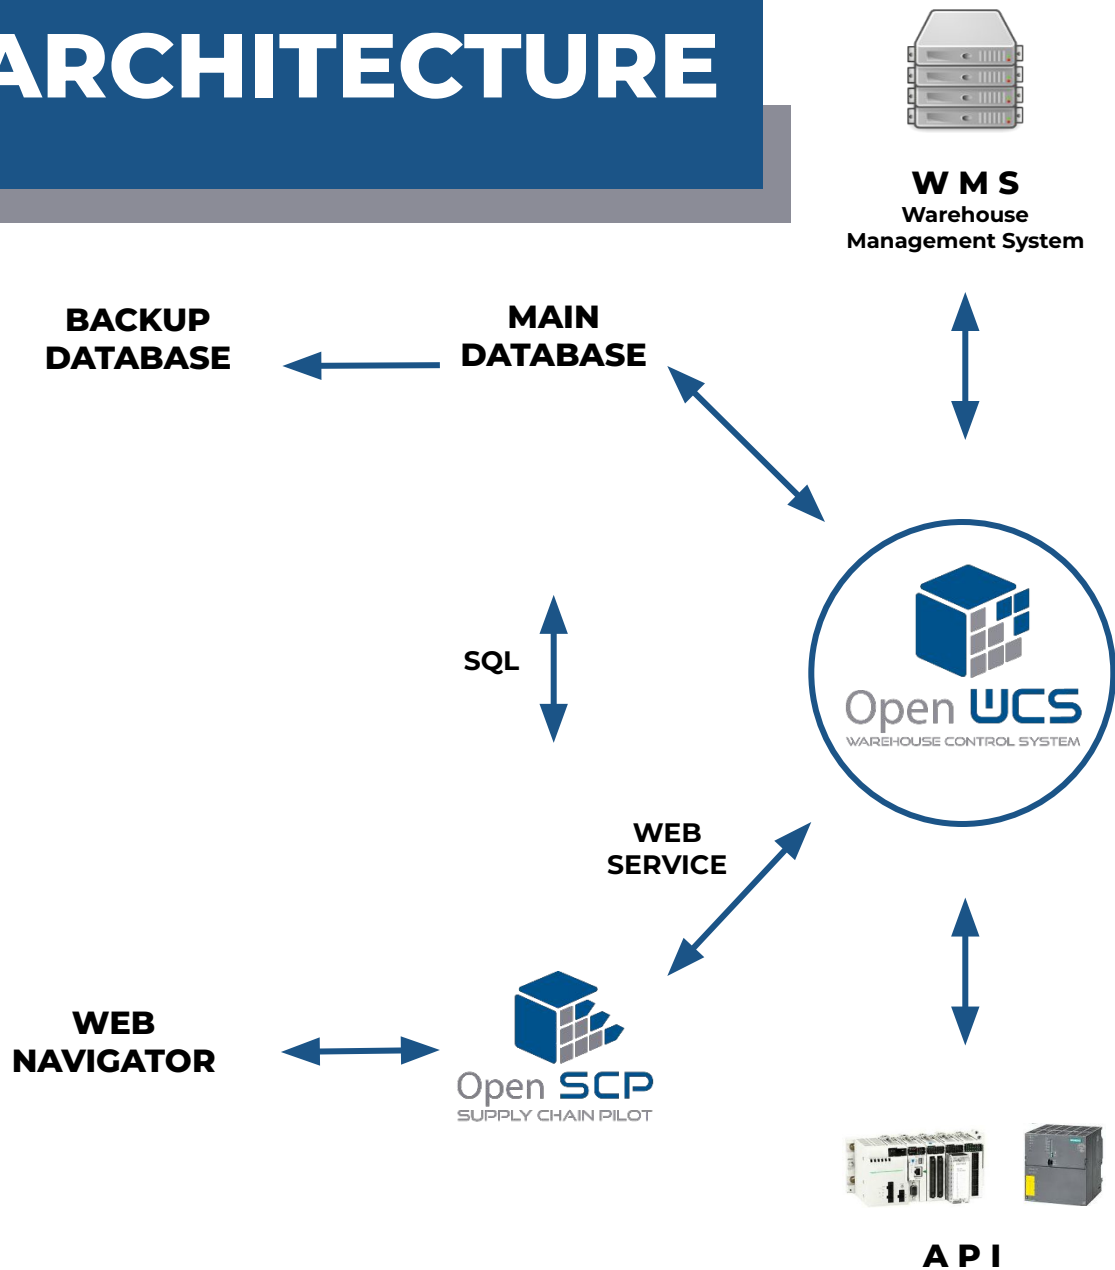 ARCHITECTURE
W M S
Warehouse
Management System
BACKUP
DATABASE
MAIN
DATABASE
SQL
Open WCS
WAREHOUSE CONTROL SYSTEM
WEB
SERVICE
WEB
NAVIGATOR
Open SCP
SUPPLY CHAIN PILOT
A P I